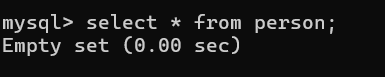 mysql> select * from person;
Empty set (0.00 sec)